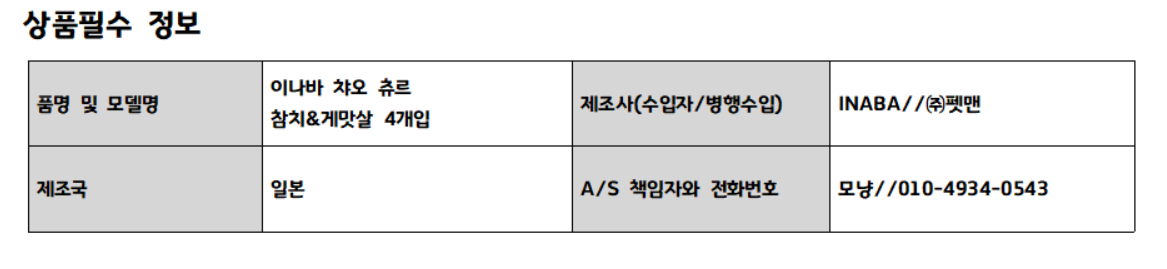 상품필수 정보
품명 및 모델명
이나바 챠오 츄르
참치&게맛살 4개입
제조사(수입자/병행수입)
INABA//㈜펫맨
제조국
일본
A/S 책임자와 전화번호
모냥//010-4934-0543